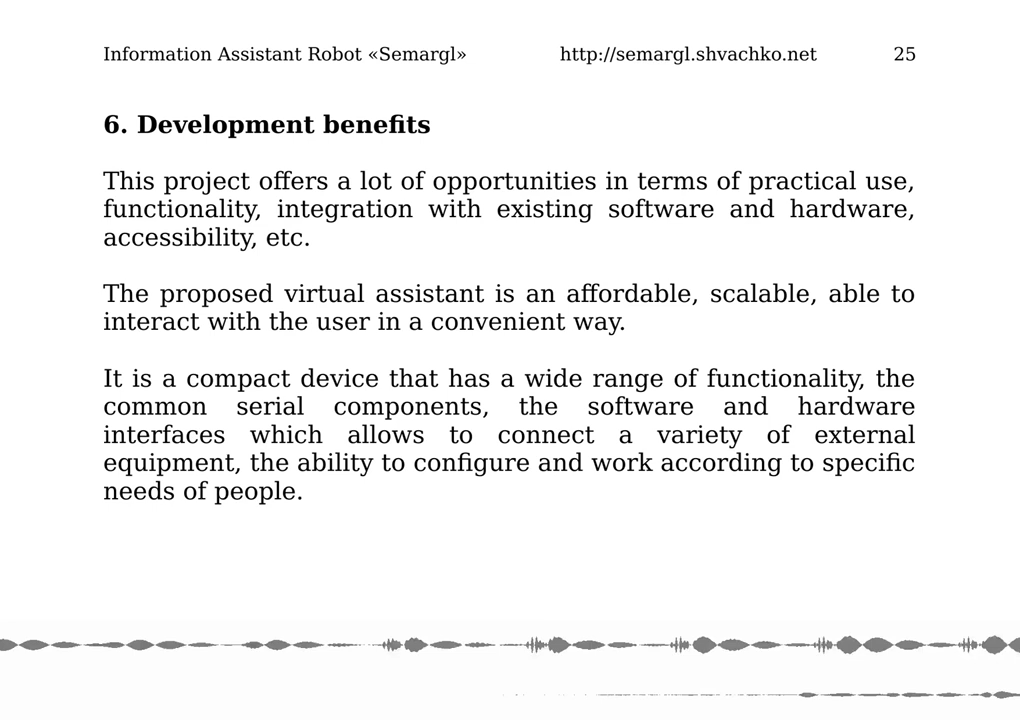 Information Assistant Robot «Semargl» http://semargl.shvachko.net 25
6. Development benefits
This project offers a lot of opportunities in terms of practical use,
functionality, integration with existing software and hardware,
accessibility, etc.
The proposed virtual assistant is an affordable, scalable, able to
interact with the user in a convenient way.
It is a compact device that has a wide range of functionality, the
common serial components, the software and hardware
interfaces which allows to connect a variety of external
equipment, the ability to configure and work according to specific
needs of people.